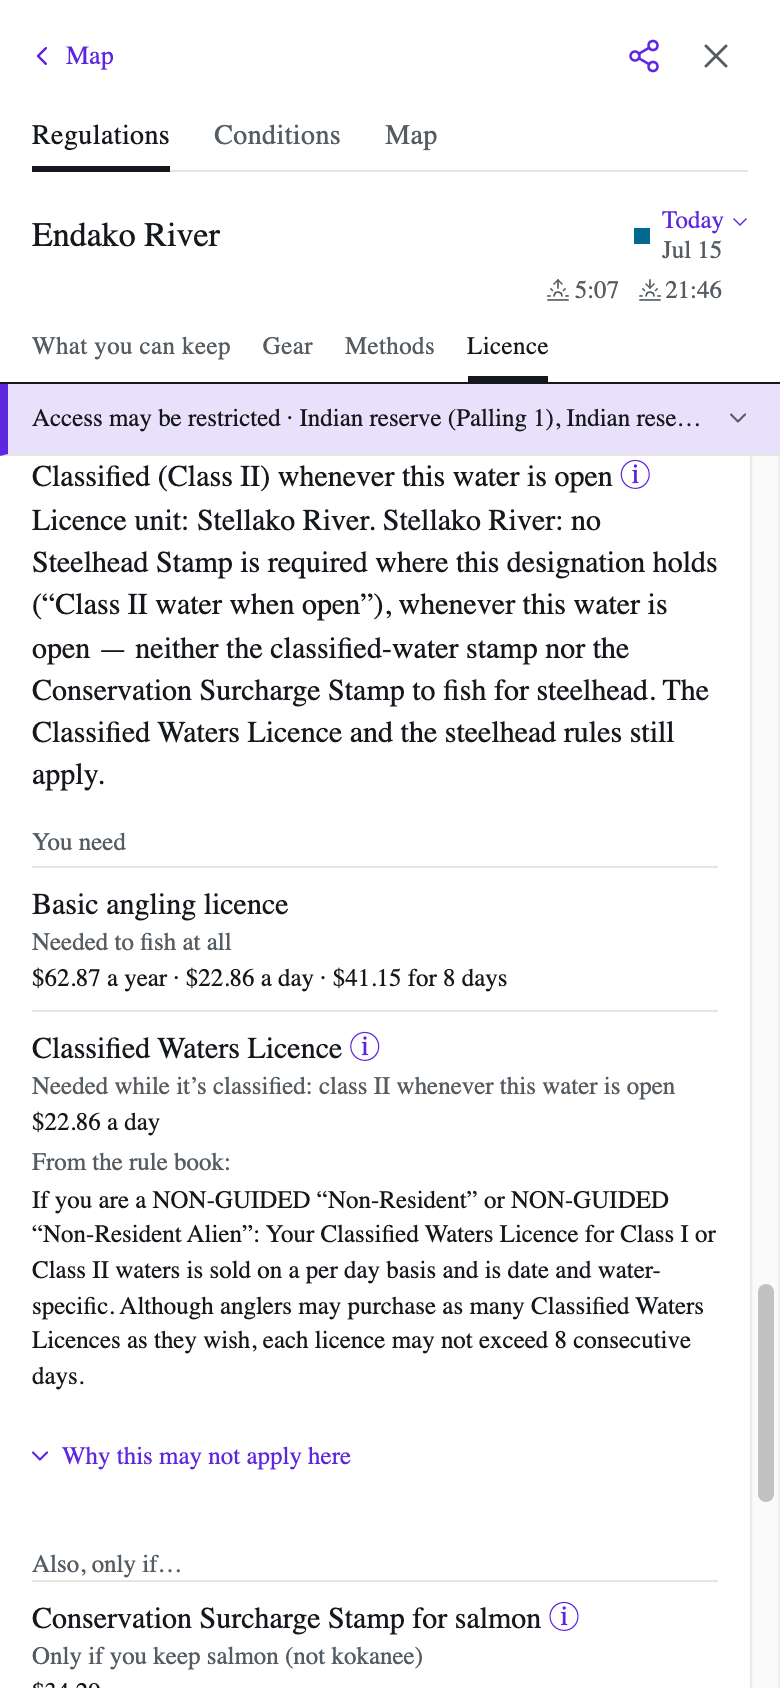 Map
Regulations Conditions Map
Endako River
Today
Jul 15
5:07 21:46
What you can keep Gear Methods Licence
Access may be restricted · Indian reserve (Palling 1), Indian rese…
Classified (Class II) whenever this water is open
Licence unit: Stellako River. Stellako River: no
Steelhead Stamp is required where this designation holds
(“Class II water when open”), whenever this water is
open — neither the classified-water stamp nor the
Conservation Surcharge Stamp to fish for steelhead. The
Classified Waters Licence and the steelhead rules still
apply.
You need
Basic angling licence
Needed to fish at all
$62.87 a year · $22.86 a day · $41.15 for 8 days
Classified Waters Licence
Needed while it’s classified: class II whenever this water is open
$22.86 a day
From the rule book:
If you are a NON-GUIDED “Non-Resident” or NON-GUIDED
“Non-Resident Alien”: Your Classified Waters Licence for Class I or
Class II waters is sold on a per day basis and is date and water-
specific. Although anglers may purchase as many Classified Waters
Licences as they wish, each licence may not exceed 8 consecutive
days.
Why this may not apply here
Also, only if…
Conservation Surcharge Stamp for salmon
Only if you keep salmon (not kokanee)